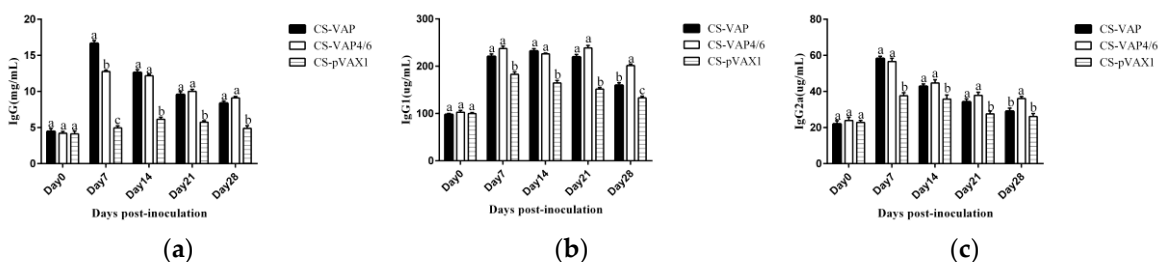 IgG(mg/mL)
20
15
10
5
0
a a a
a b c
a a b
a a b
a a b
Day0 Day7 Day14 Day21 Day28
Days post-inoculation
CS-VAP
CS-VAP4/6
CS-pVAX1
(a)
IgG1(ug/mL)
300
200
100
0
a a a
a a b
a a b
a a b
b a c
Day0 Day7 Day14 Day21 Day28
Days post-inoculation
CS-VAP
CS-VAP4/6
CS-pVAX1
(b)
IgG2a(ug/mL)
80
60
40
20
0
a a a
a a b
a a b
a a b
b a b
Day0 Day7 Day14 Day21 Day28
Days post-inoculation
CS-VAP
CS-VAP4/6
CS-pVAX1
(c)